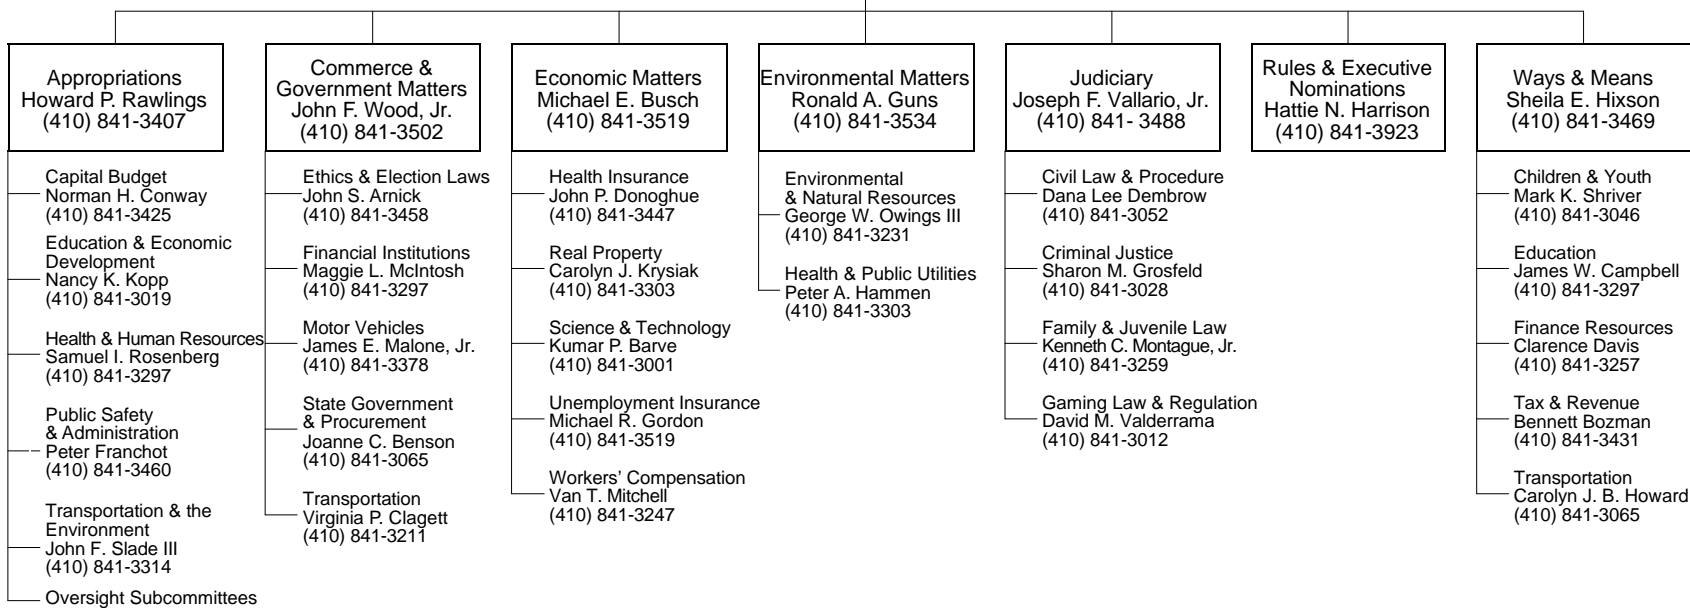 Appropriations
Howard P. Rawlings
(410) 841-3407
Capital Budget
Norman H. Conway
(410) 841-3425
Education & Economic
Development
Nancy K. Kopp
(410) 841-3019
Health & Human Resources
Samuel I. Rosenberg
(410) 841-3297
Public Safety
& Administration
Peter Franchot
(410) 841-3460
Transportation & the
Environment
John F. Slade III
(410) 841-3314
Oversight Subcommittees
Commerce &
Government Matters
John F. Wood, Jr.
(410) 841-3502
Ethics & Election Laws
John S. Arnick
(410) 841-3458
Financial Institutions
Maggie L. McIntosh
(410) 841-3297
Motor Vehicles
James E. Malone, Jr.
(410) 841-3378
State Government
& Procurement
Joanne C. Benson
(410) 841-3065
Transportation
Virginia P. Clagett
(410) 841-3211
Economic Matters
Michael E. Busch
(410) 841-3519
Health Insurance
John P. Donoghue
(410) 841-3447
Real Property
Carolyn J. Krysiak
(410) 841-3303
Science & Technology
Kumar P. Barve
(410) 841-3001
Unemployment Insurance
Michael R. Gordon
(410) 841-3519
Workers' Compensation
Van T. Mitchell
(410) 841-3247
Environmental Matters
Ronald A. Guns
(410) 841-3534
Environmental
& Natural Resources
George W. Owings III
(410) 841-3231
Health & Public Utilities
Peter A. Hammen
(410) 841-3303
Judiciary
Joseph F. Vallario, Jr.
(410) 841- 3488
Civil Law & Procedure
Dana Lee Dembrow
(410) 841-3052
Criminal Justice
Sharon M. Grosfeld
(410) 841-3028
Family & Juvenile Law
Kenneth C. Montague, Jr.
(410) 841-3259
Gaming Law & Regulation
David M. Valderrama
(410) 841-3012
Rules & Executive
Nominations
Hattie N. Harrison
(410) 841-3923
Ways & Means
Sheila E. Hixson
(410) 841-3469
Children & Youth
Mark K. Shriver
(410) 841-3046
Education
James W. Campbell
(410) 841-3297
Finance Resources
Clarence Davis
(410) 841-3257
Tax & Revenue
Bennett Bozman
(410) 841-3431
Transportation
Carolyn J. B. Howard
(410) 841-3065